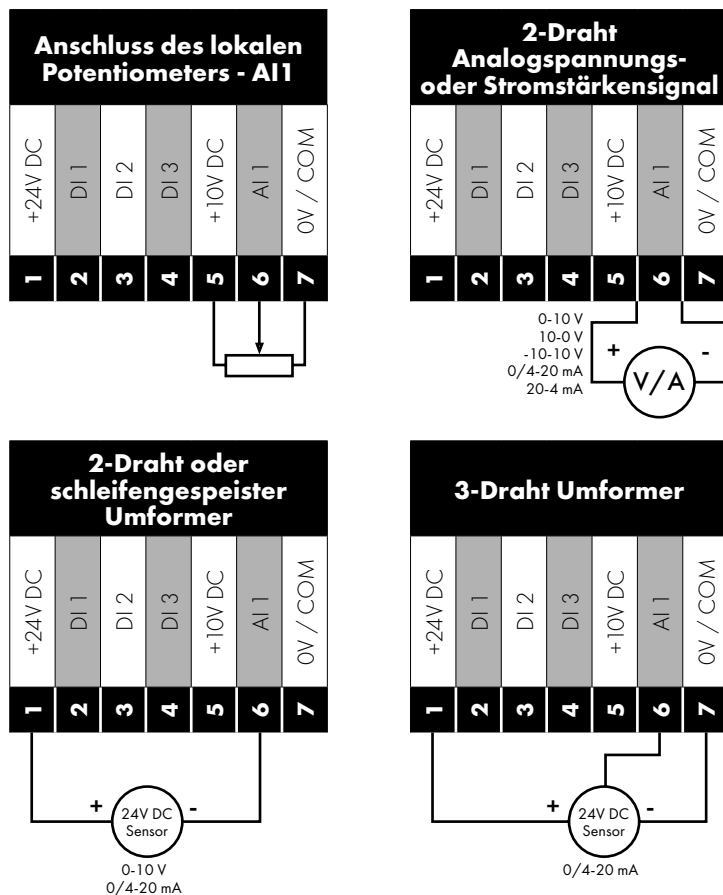 Anschluss des lokalen
Potentiometers - AI1
+24V DC
DI 1
DI 2
DI 3
+10V DC
AI 1
0V / COM
1
2
3
4
5
6
7
2-Draht
Analogspannungs-
oder Stromstärkensignal
+24V DC
DI 1
DI 2
DI 3
+10V DC
AI 1
0V / COM
1
2
3
4
5
6
7
0-10 V
10-0 V
-10-10 V
0/4-20 mA
20-4 mA
+
V/A
-
2-Draht oder
schleifengespeister
Umformer
+24V DC
DI 1
DI 2
DI 3
+10V DC
AI 1
0V / COM
1
2
3
4
5
6
7
+
24V DC
Sensor
-
0-10 V
0/4-20 mA
3-Draht Umformer
+24V DC
DI 1
DI 2
DI 3
+10V DC
AI 1
0V / COM
1
2
3
4
5
6
7
+
24V DC
Sensor
-
0/4-20 mA